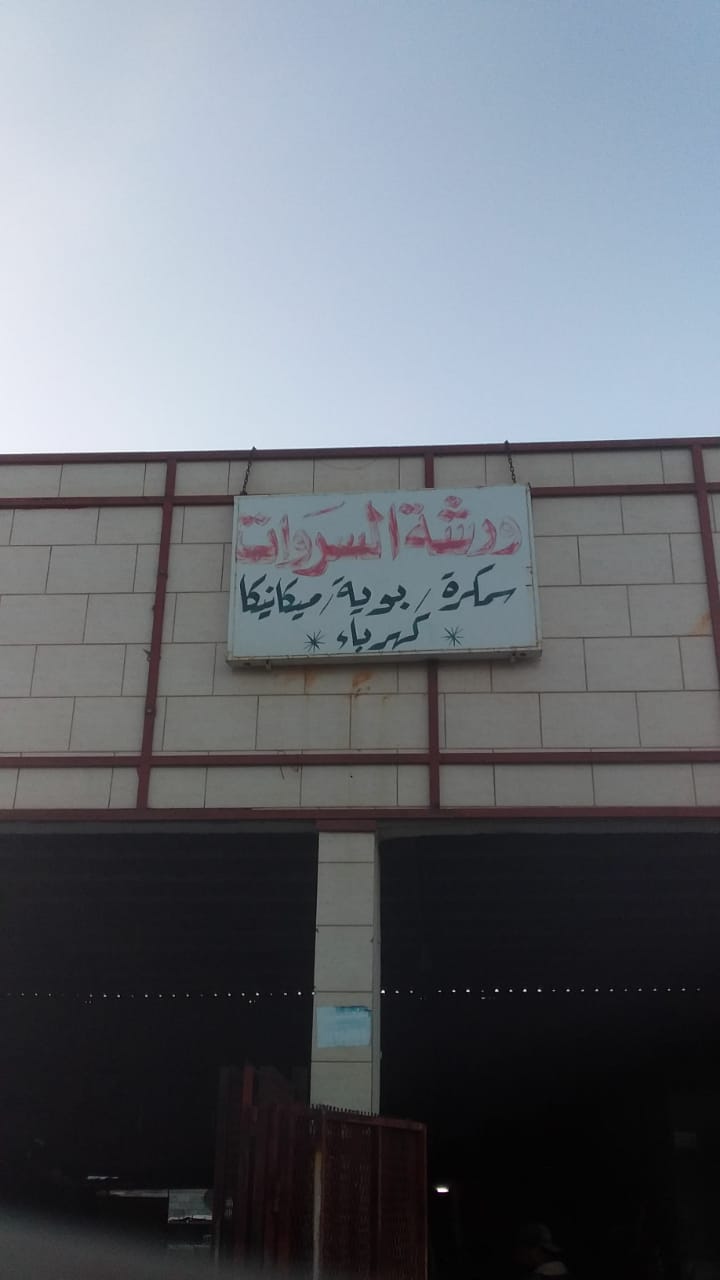 ورشة السروات
سمكرة / بوية / ميكانيكا
* كهرباء *